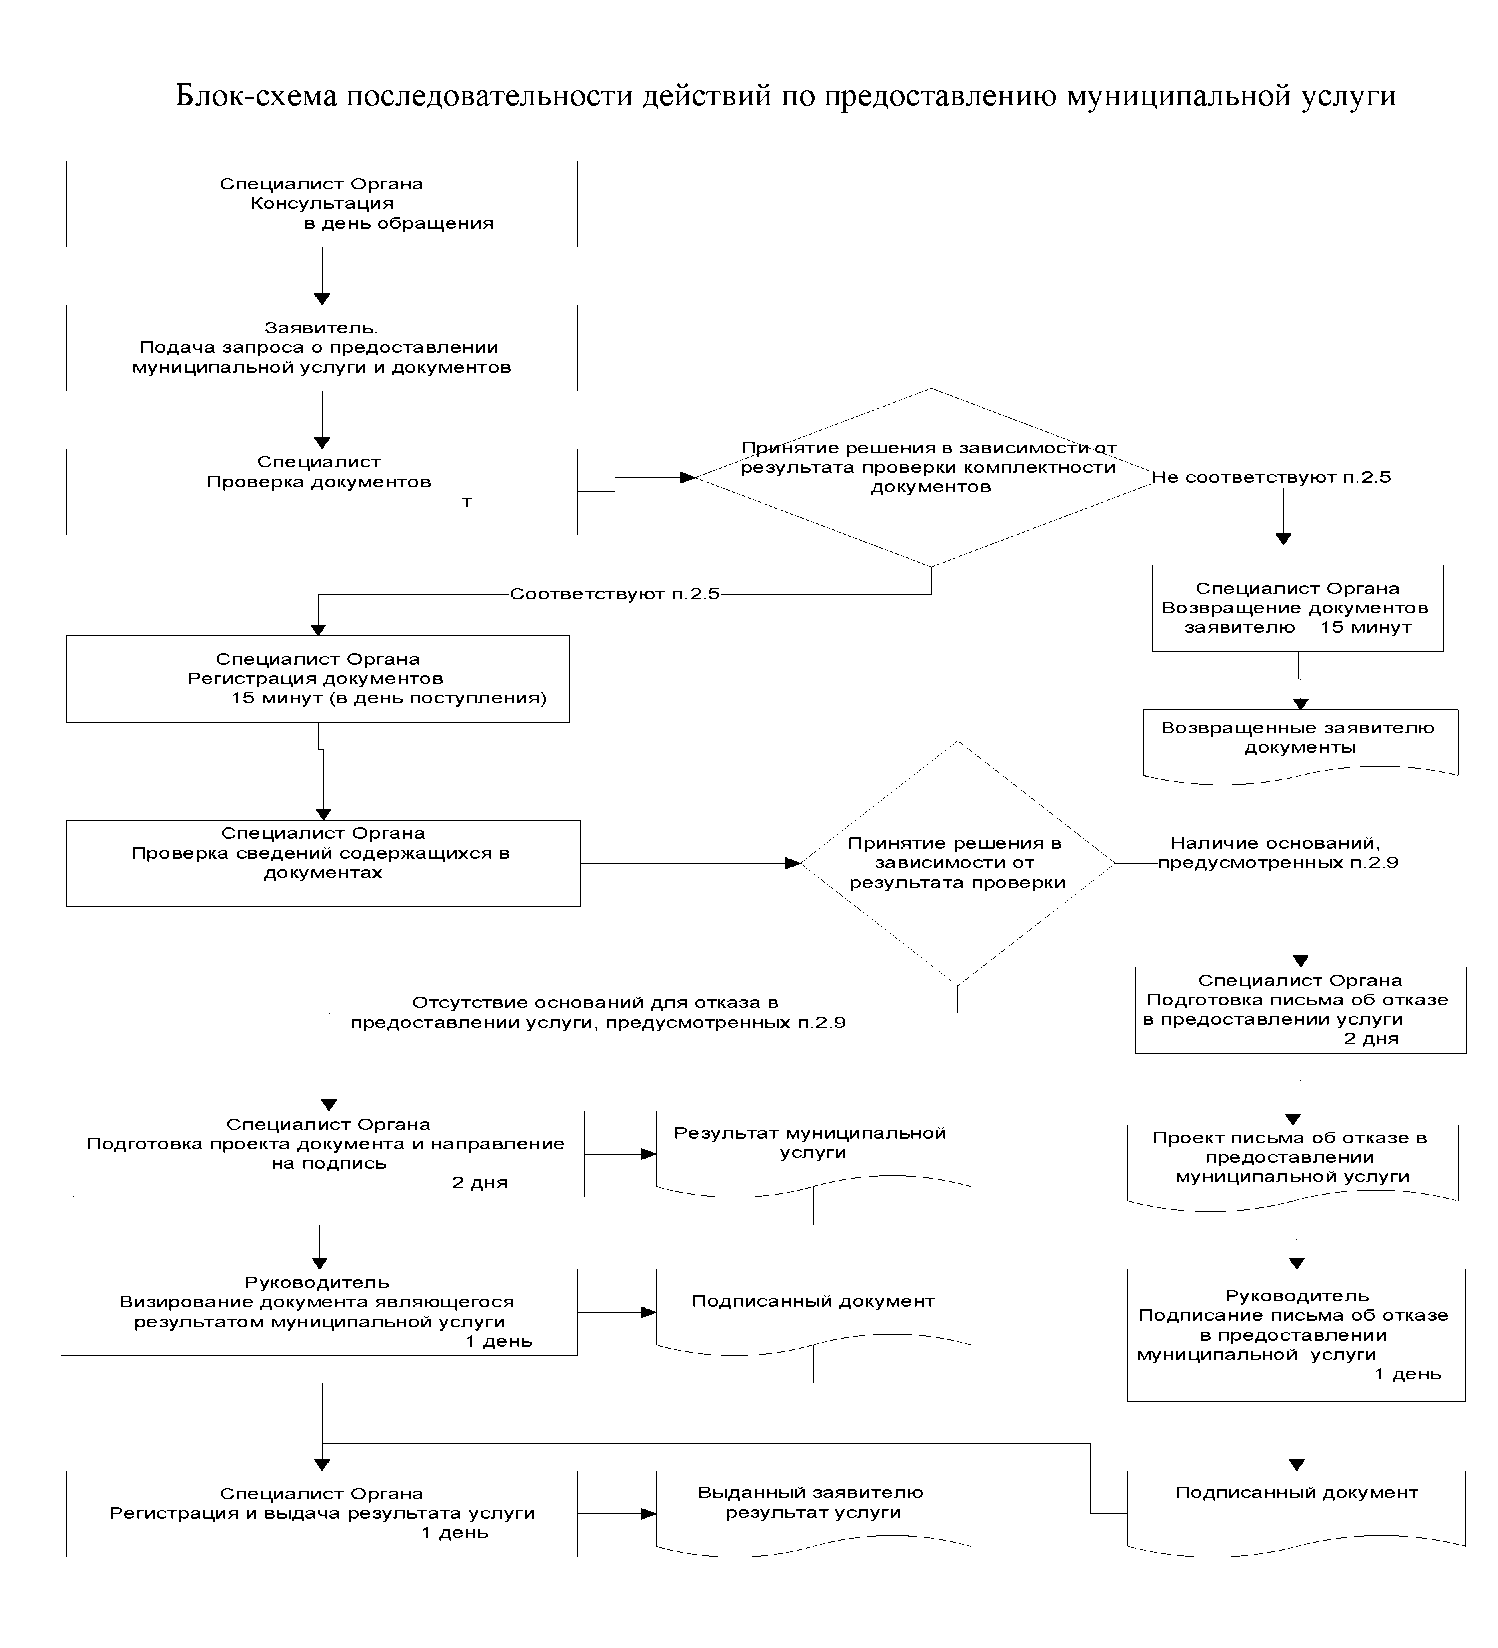 Блок-схема последовательности действий по предоставлению муниципальной услуги
Специалист Органа
Консультация
в день обращения
Заявитель.
Подача запроса о предоставлении
муниципальной услуги и документов
Специалист
Проверка документов
т
Принятие решения в зависимости от
результата проверки комплектности
документов
Не соответствуют п.2.5
Соответствуют п.2.5
Специалист Органа
Возвращение документов
заявителю 15 минут
Специалист Органа
Регистрация документов
15 минут (в день поступления)
Возвращенные заявителю
документы
Специалист Органа
Проверка сведений содержащихся в
документах
Принятие решения в
зависимости от
результата проверки
Наличие оснований,
предусмотренных п.2.9
Отсутствие оснований для отказа в
предоставлении услуги, предусмотренных п.2.9
Специалист Органа
Подготовка письма об отказе
в предоставлении услуги
2 дня
Специалист Органа
Подготовка проекта документа и направление
на подпись
2 дня
Результат муниципальной
услуги
Проект письма об отказе в
предоставлении
муниципальной услуги
Руководитель
Визирование документа являющегося
результатом муниципальной услуги
1 день
Подписанный документ
Руководитель
Подписание письма об отказе
в предоставлении
муниципальной услуги
1 день
Специалист Органа
Регистрация и выдача результата услуги
1 день
Выданный заявителю
результат услуги
Подписанный документ